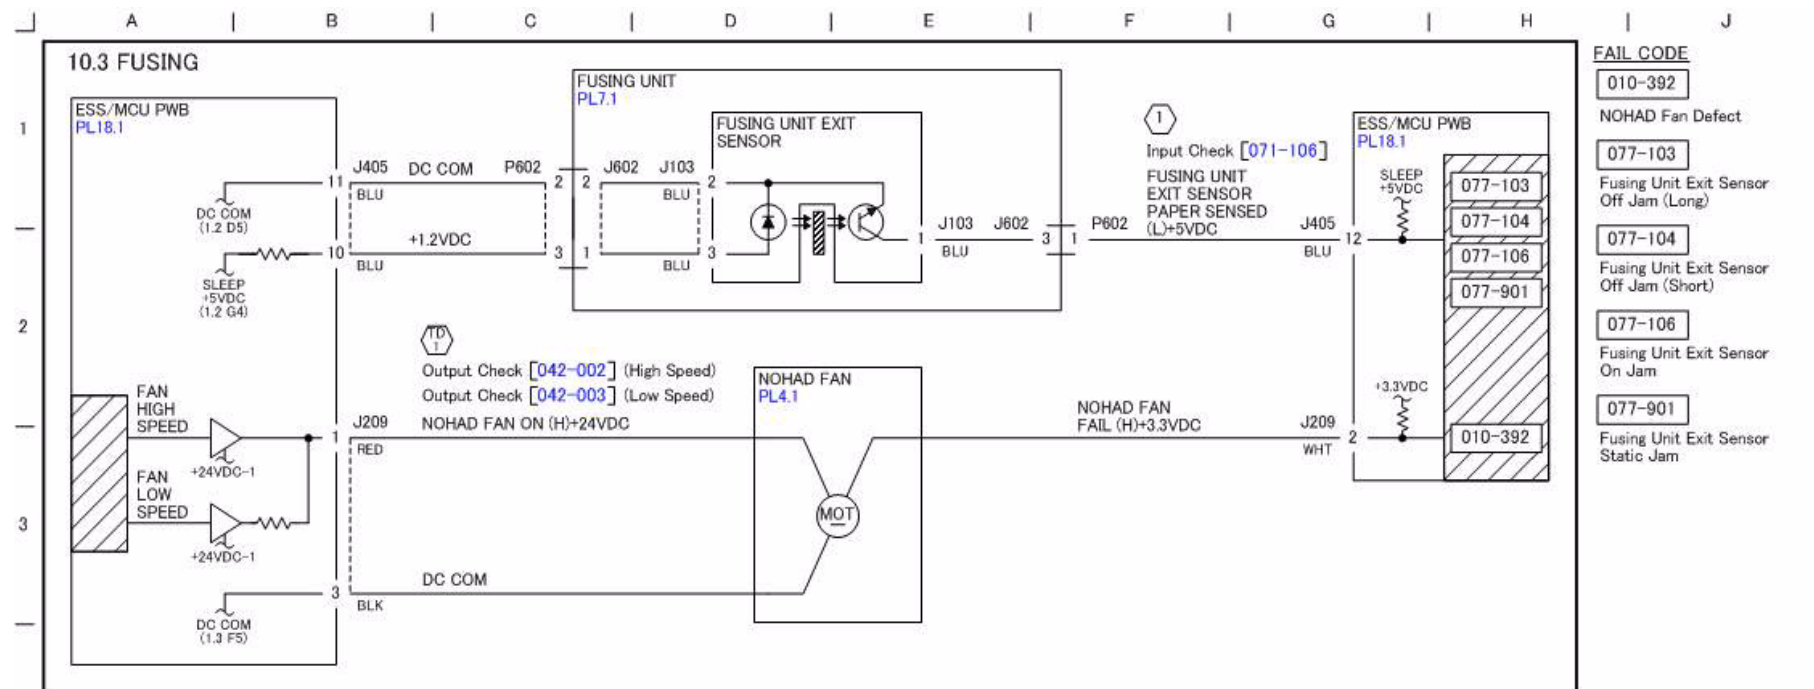 A | B | C | D | E | F | G | H | J
10.3 FUSING
FAIL CODE
010-392
NOHAD Fan Defect
077-103
Fusing Unit Exit Sensor
Off Jam (Long)
077-104
Fusing Unit Exit Sensor
Off Jam (Short)
077-106
Fusing Unit Exit Sensor
On Jam
077-901
Fusing Unit Exit Sensor
Static Jam
1
2
3
ESS/MCU PWB
PL18.1
DC COM
(1.2 D5)
SLEEP
+5VDC
(1.2 G4)
11
J405
BLU
DC COM
P602
2
10
BLU
+1.2VDC
3
FUSING UNIT
PL7.1
2
J602
J103
2
BLU
1
3
BLU
FUSING UNIT EXIT
SENSOR
1
J103
BLU
J602
3
1
P602
1
Input Check [071-106]
FUSING UNIT
EXIT SENSOR
PAPER SENSED
(L)+5VDC
J405
BLU
12
ESS/MCU PWB
PL18.1
SLEEP
+5VDC
077-103
077-104
077-106
077-901
TD
1
Output Check [042-002] (High Speed)
Output Check [042-003] (Low Speed)
FAN
HIGH
SPEED
+24VDC-1
FAN
LOW
SPEED
+24VDC-1
DC COM
(1.3 F5)
1
J209
RED
NOHAD FAN ON (H)+24VDC
3
BLK
DC COM
NOHAD FAN
PL4.1
MOT
NOHAD FAN
FAIL (H)+3.3VDC
J209
WHT
2
+3.3VDC
010-392